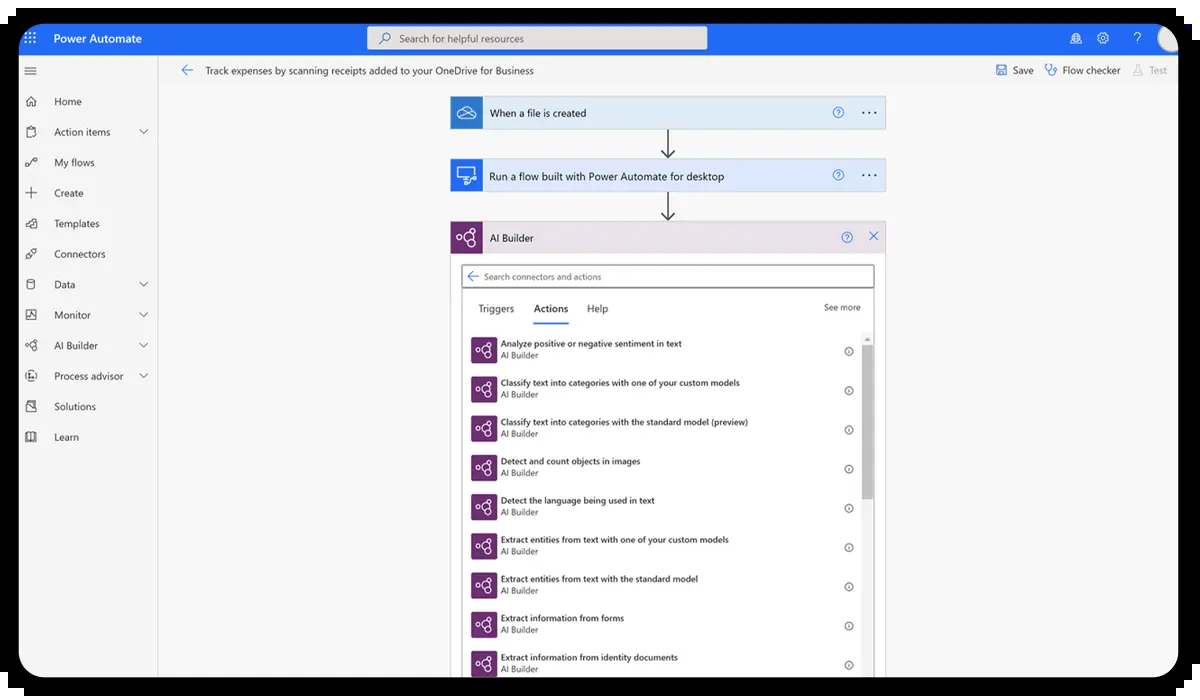 Power Automate
Search for helpful resources
?
Track expenses by scanning receipts added to your OneDrive for Business
Save
Flow checker
Test
Home
Action items
My flows
Create
Templates
Connectors
Data
Monitor
AI Builder
Process advisor
Solutions
Learn
When a file is created
Run a flow built with Power Automate for desktop
AI Builder
Search connectors and actions
Triggers
Actions
Help
See more
Analyze positive or negative sentiment in text
AI Builder
Classify text into categories with one of your custom models
AI Builder
Classify text into categories with the standard model (preview)
AI Builder
Detect and count objects in images
AI Builder
Detect the language being used in text
AI Builder
Extract entities from text with one of your custom models
AI Builder
Extract entities from text with the standard model
AI Builder
Extract information from forms
AI Builder
Extract information from identity documents
AI Builder